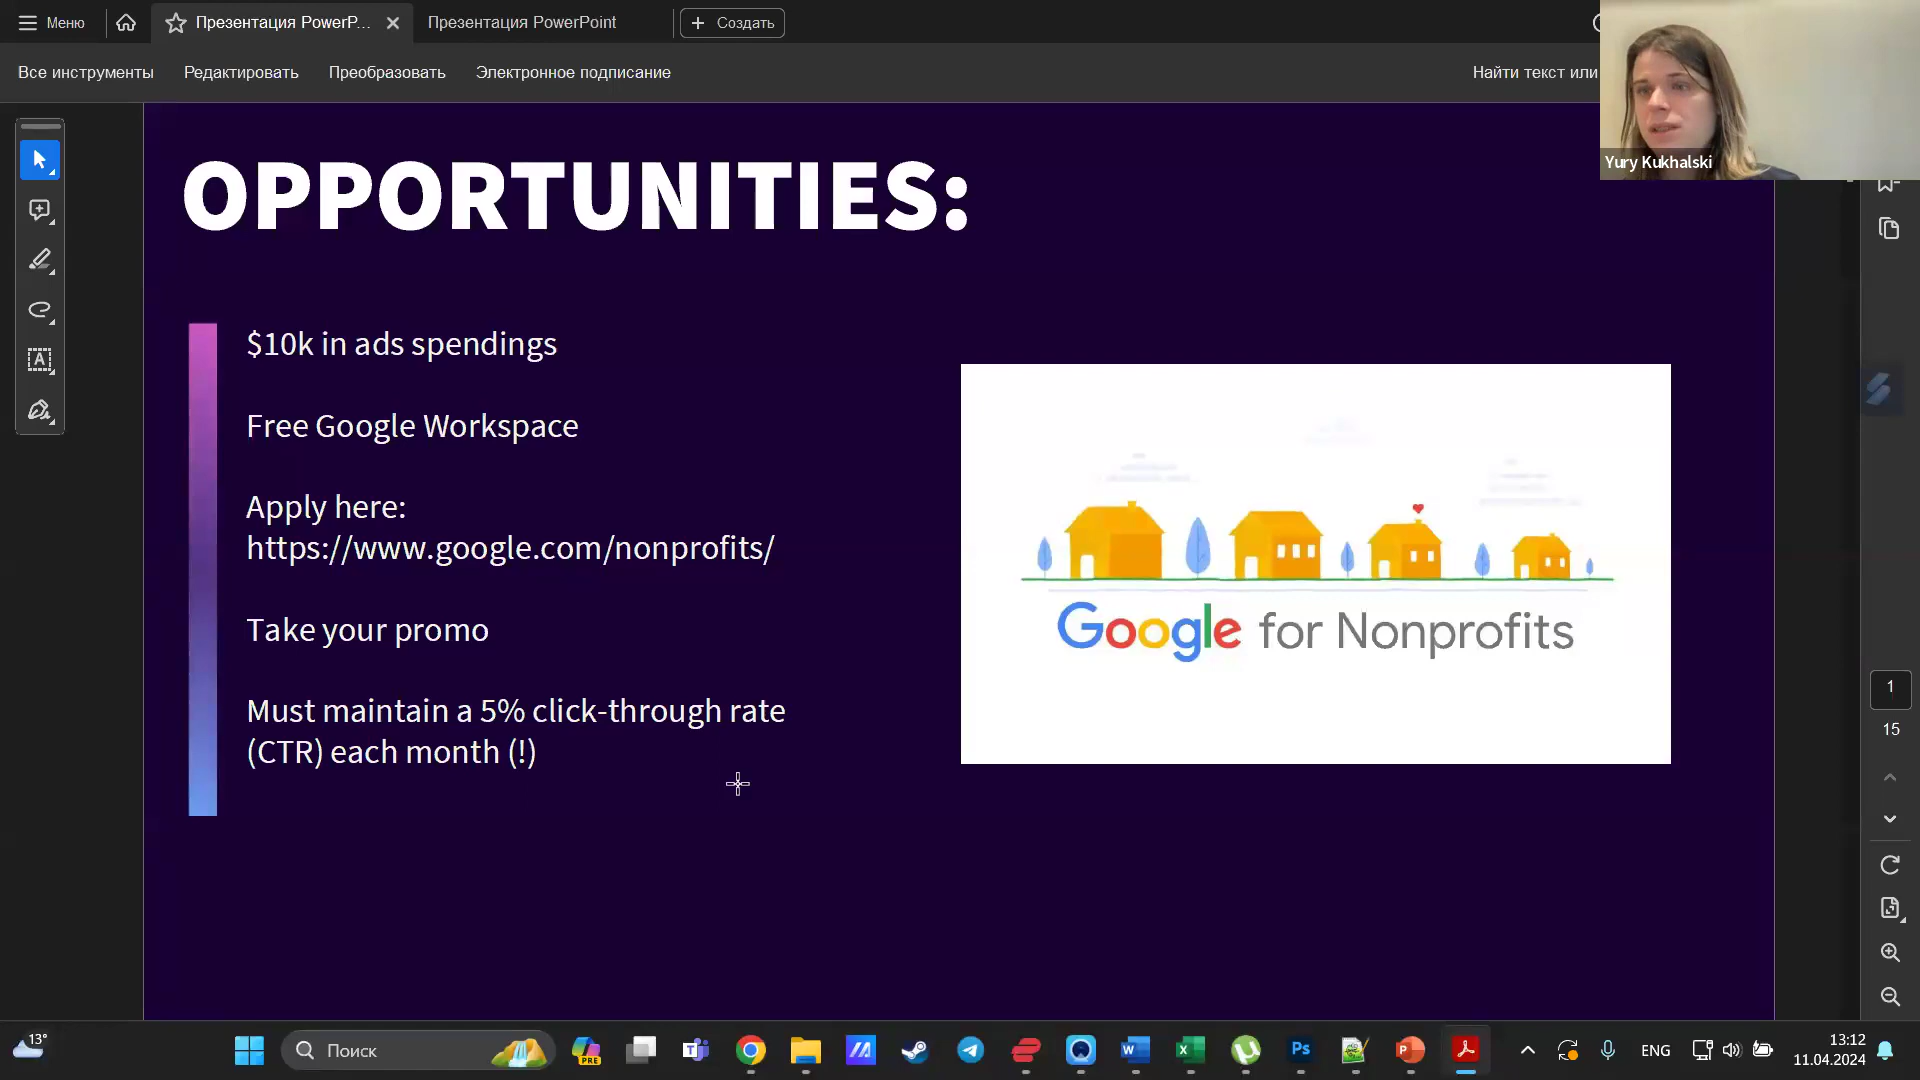 Меню
Презентация PowerP...
Презентация PowerPoint
Создать
Все инструменты
Редактировать
Преобразовать
Электронное подписание
Найти текст или
Yury Kukhalski
OPPORTUNITIES:
$10k in ads spendings
Free Google Workspace
Apply here:
https://www.google.com/nonprofits/
Take your promo
Must maintain a 5% click-through rate
(CTR) each month (!)
Google for Nonprofits
1
15
13°
Поиск
PRE
ENG
13:12
11.04.2024